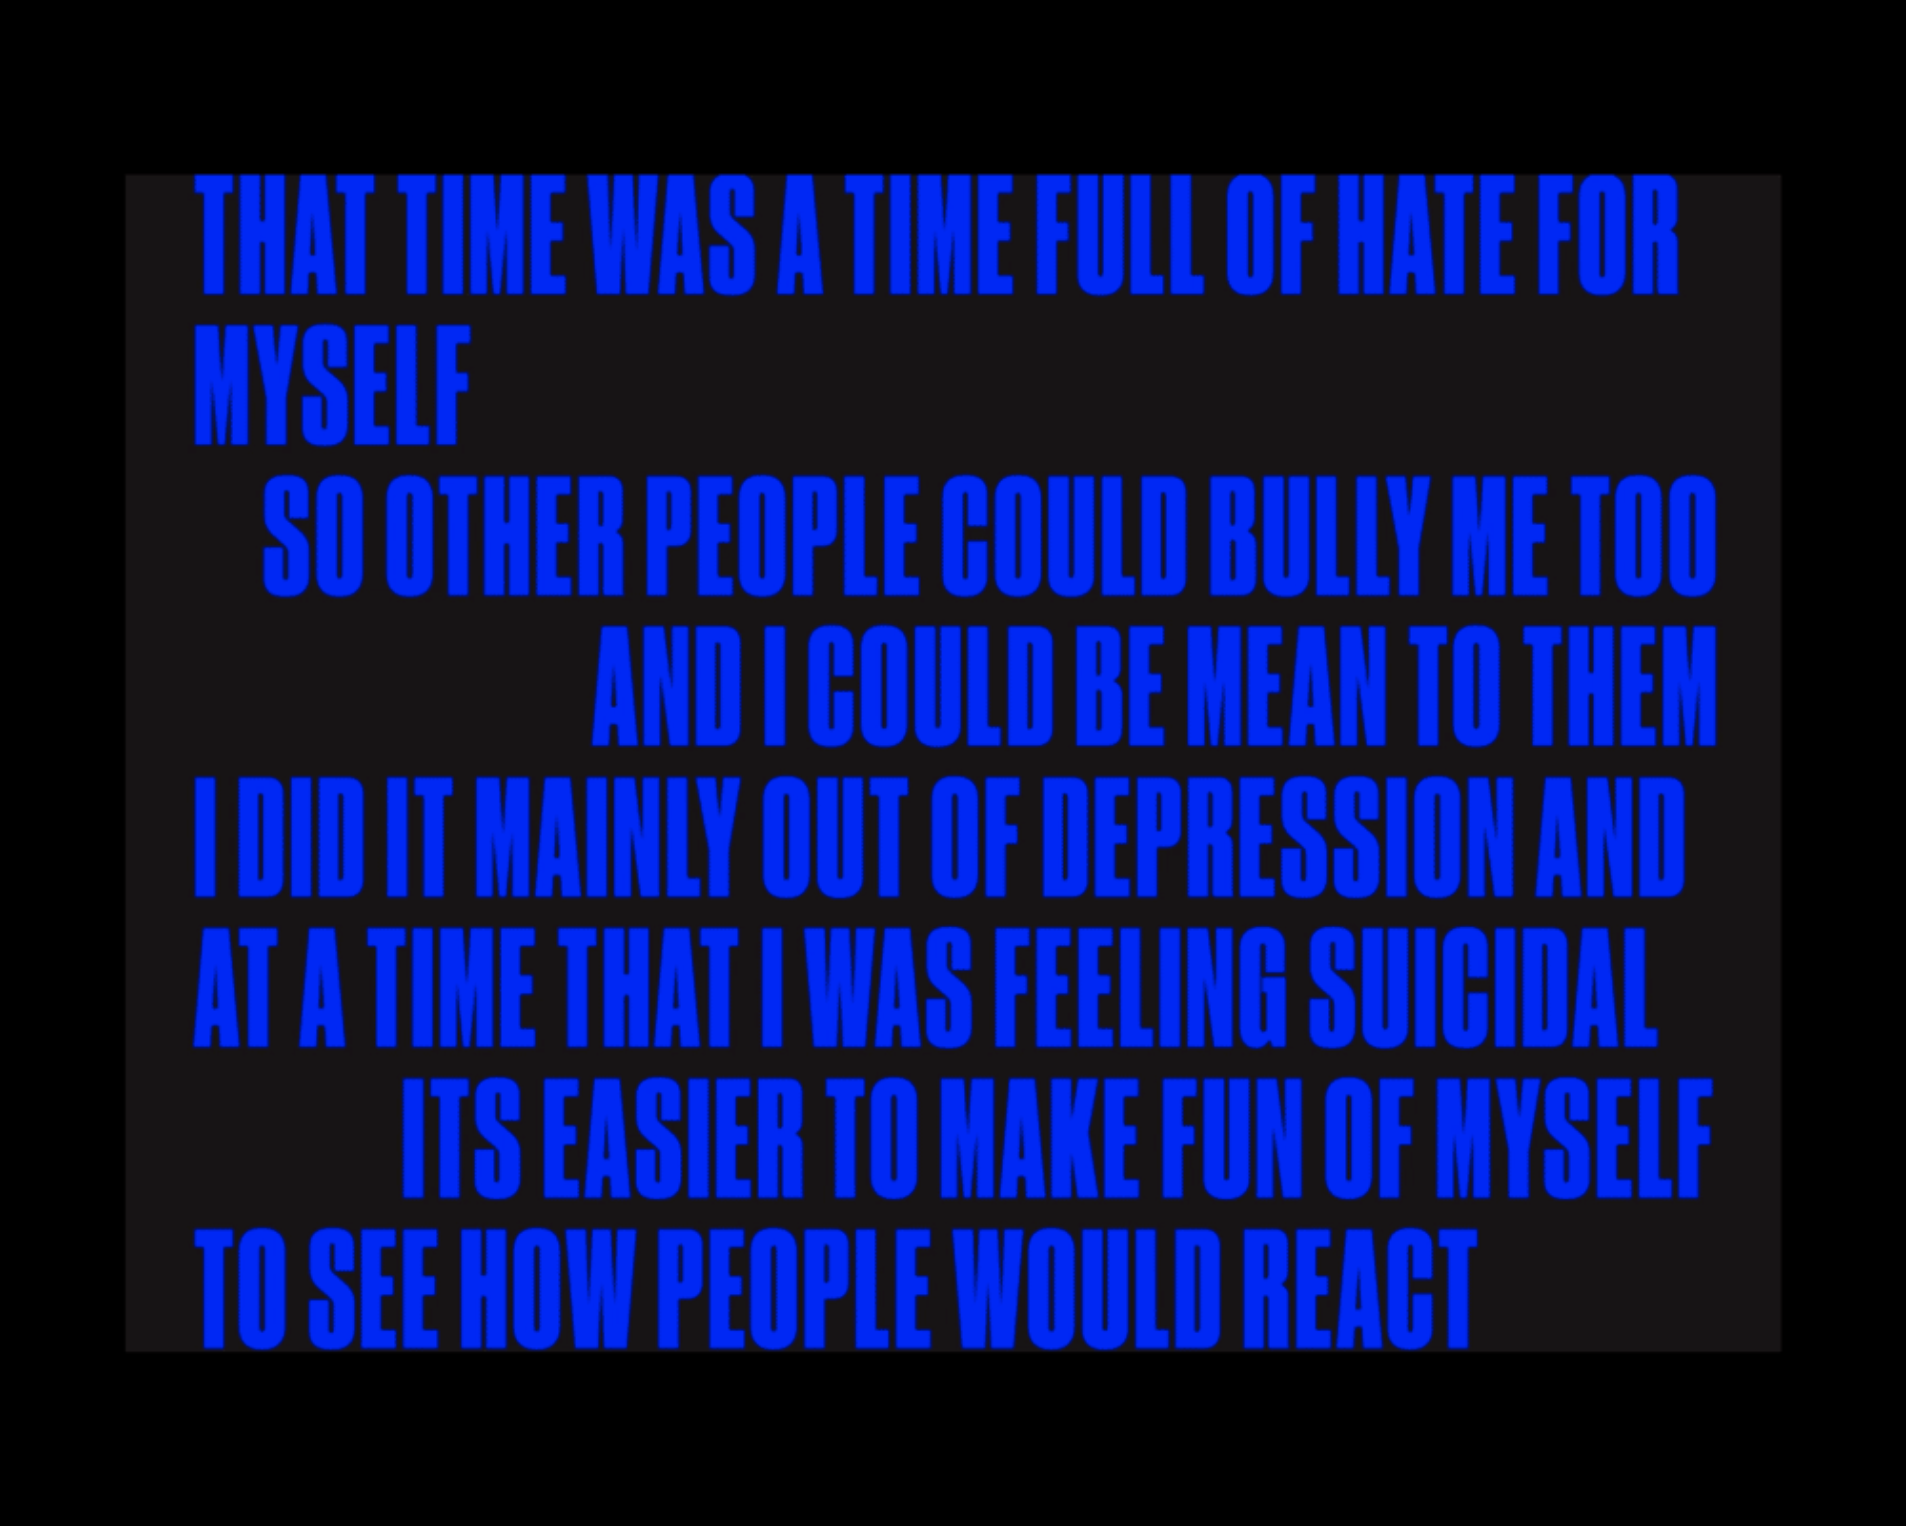 THAT TIME WAS A TIME FULL OF HATE FOR
MYSELF
SO OTHER PEOPLE COULD BULLY ME TOO
AND I COULD BE MEAN TO THEM
I DID IT MAINLY OUT OF DEPRESSION AND
AT A TIME THAT I WAS FEELING SUICIDAL
ITS EASIER TO MAKE FUN OF MYSELF
TO SEE HOW PEOPLE WOULD REACT